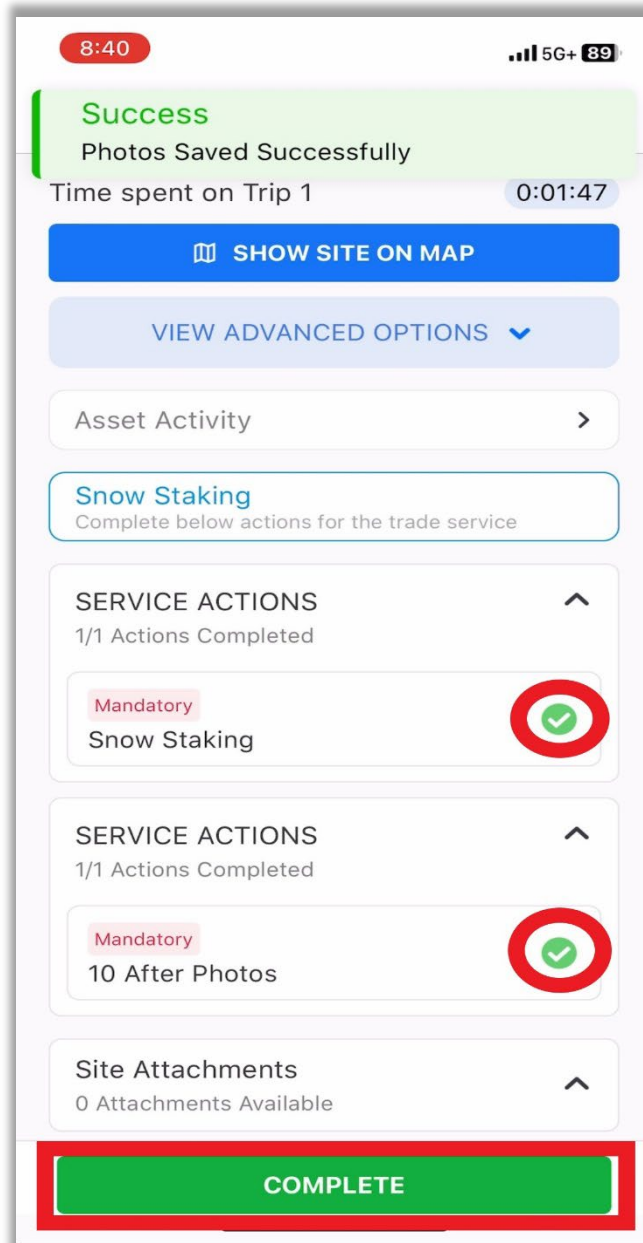 8:40
5G+ 89
Success
Photos Saved Successfully
Time spent on Trip 1 0:01:47
SHOW SITE ON MAP
VIEW ADVANCED OPTIONS
Asset Activity
Snow Staking
Complete below actions for the trade service
SERVICE ACTIONS
1/1 Actions Completed
Mandatory
Snow Staking
SERVICE ACTIONS
1/1 Actions Completed
Mandatory
10 After Photos
Site Attachments
0 Attachments Available
COMPLETE